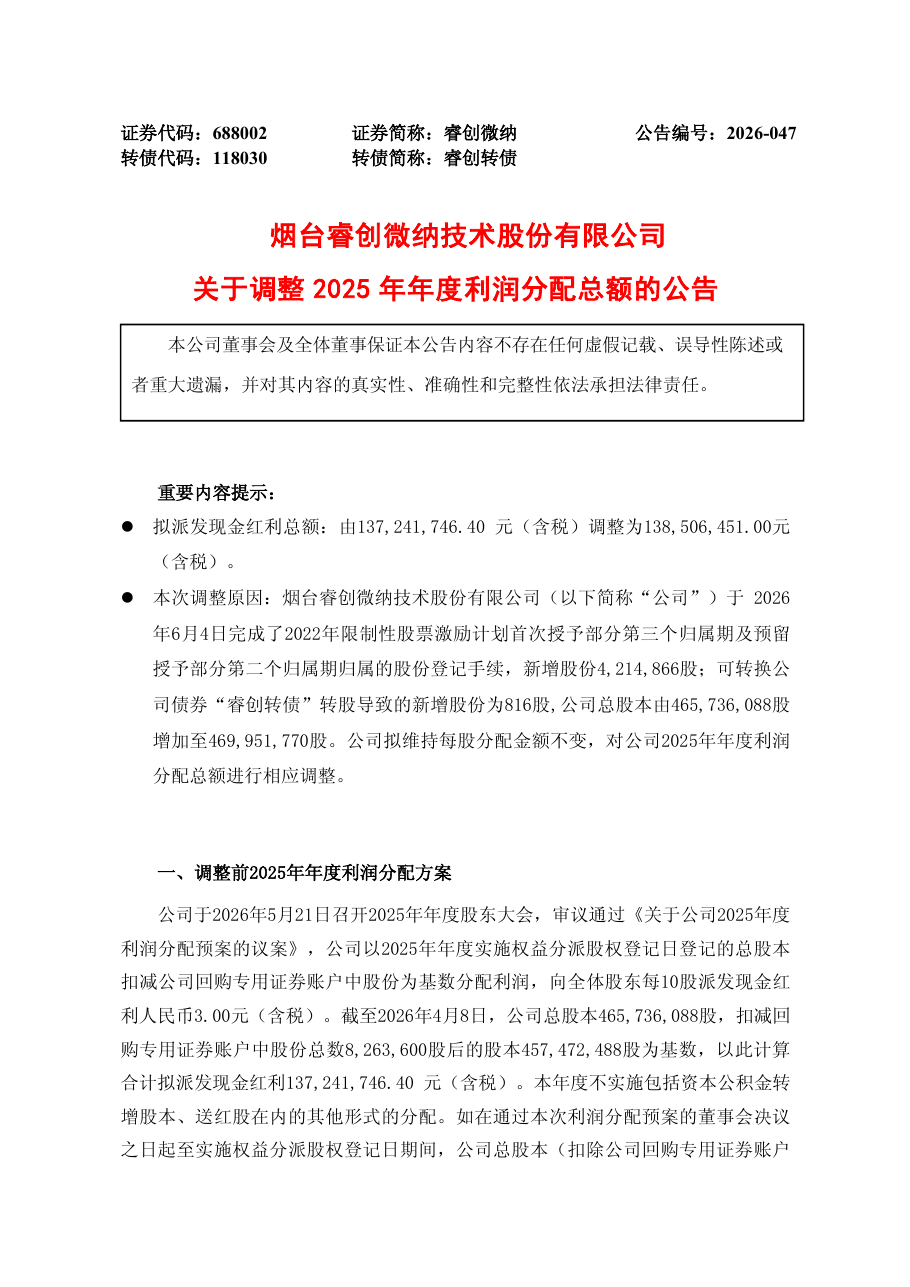 证券代码：688002 证券简称：睿创微纳 公告编号：2026-047
转债代码：118030 转债简称：睿创转债
烟台睿创微纳技术股份有限公司
关于调整 2025 年年度利润分配总额的公告
本公司董事会及全体董事保证本公告内容不存在任何虚假记载、误导性陈述或
者重大遗漏，并对其内容的真实性、准确性和完整性依法承担法律责任。
重要内容提示：
● 拟派发现金红利总额：由137,241,746.40 元（含税）调整为138,506,451.00元
（含税）。
● 本次调整原因：烟台睿创微纳技术股份有限公司（以下简称“公司”）于 2026
年6月4日完成了2022年限制性股票激励计划首次授予部分第三个归属期及预留
授予部分第二个归属期归属的股份登记手续，新增股份4,214,866股；可转换公
司债券“睿创转债”转股导致的新增股份为816股,公司总股本由465,736,088股
增加至469,951,770股。公司拟维持每股分配金额不变，对公司2025年年度利润
分配总额进行相应调整。
一、调整前2025年年度利润分配方案
公司于2026年5月21日召开2025年年度股东大会，审议通过《关于公司2025年度
利润分配预案的议案》，公司以2025年年度实施权益分派股权登记日登记的总股本
扣减公司回购专用证券账户中股份为基数分配利润，向全体股东每10股派发现金红
利人民币3.00元（含税）。截至2026年4月8日，公司总股本465,736,088股，扣减回
购专用证券账户中股份总数8,263,600股后的股本457,472,488股为基数，以此计算
合计拟派发现金红利137,241,746.40 元（含税）。本年度不实施包括资本公积金转
增股本、送红股在内的其他形式的分配。如在通过本次利润分配预案的董事会决议
之日起至实施权益分派股权登记日期间，公司总股本（扣除公司回购专用证券账户